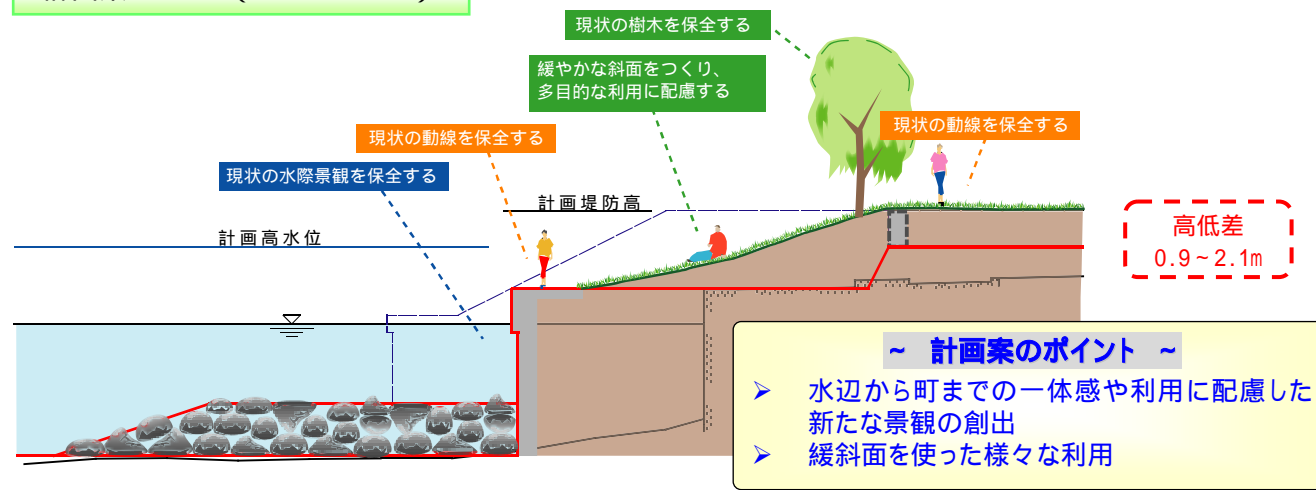 現状の樹木を保全する
緩やかな斜面をつくり、
多目的な利用に配慮する
現状の動線を保全する
現状の動線を保全する
現状の水際景観を保全する
計画堤防高
計画高水位
高低差
0.9~2.1m
~ 計画案のポイント ~
➢ 水辺から町までの一体感や利用に配慮した
新たな景観の創出
➢ 緩斜面を使った様々な利用